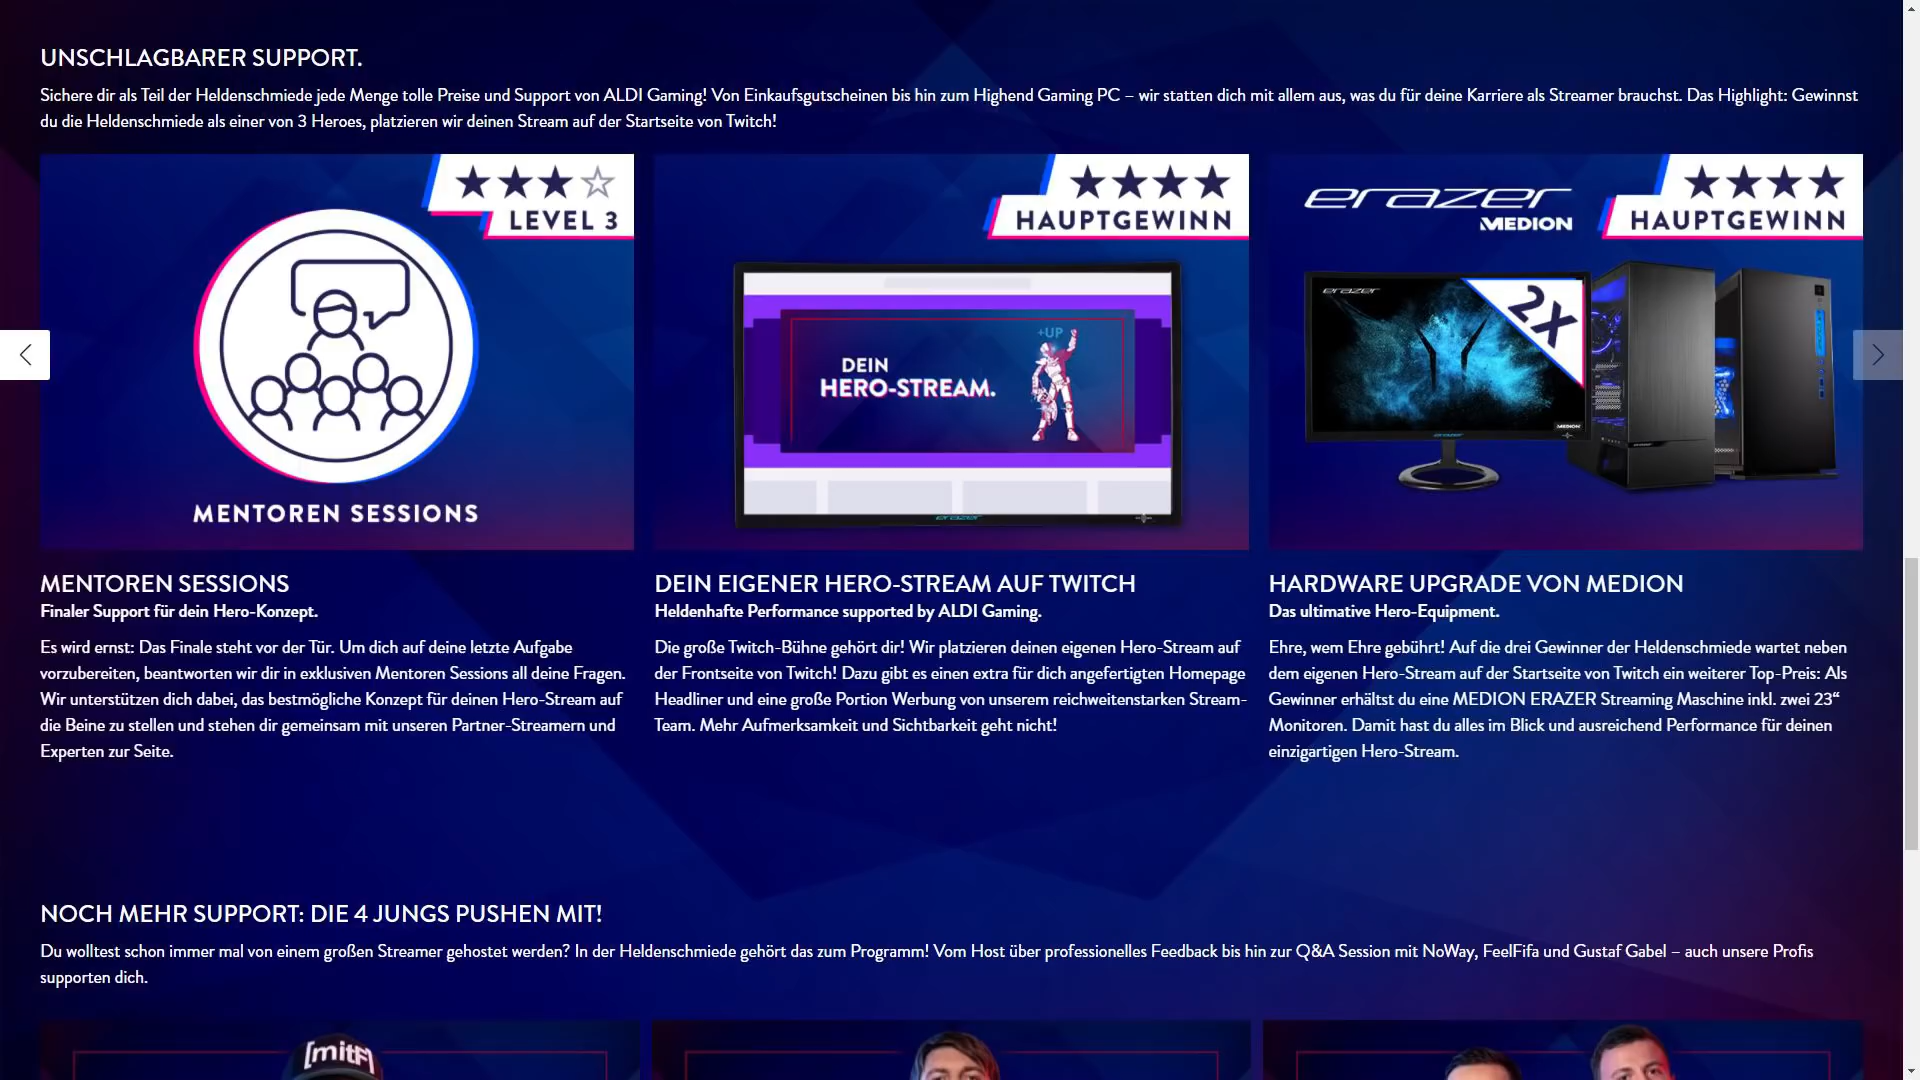 UNSCHLAGBARER SUPPORT.
Sichere dir als Teil der Heldenschmiede jede Menge tolle Preise und Support von ALDI Gaming! Von Einkaufsgutscheinen bis hin zum Highend Gaming PC – wir statten dich mit allem aus, was du für deine Karriere als Streamer brauchst. Das Highlight: Gewinnst
du die Heldenschmiede als einer von 3 Heroes, platzieren wir deinen Stream auf der Startseite von Twitch!
LEVEL 3
MENTOREN SESSIONS
HAUPTGEWINN
+UP
DEIN
HERO-STREAM.
erazer
erazer
MEDION
HAUPTGEWINN
erazer
2X
MEDION
erazer
MENTOREN SESSIONS
Finaler Support für dein Hero-Konzept.
Es wird ernst: Das Finale steht vor der Tür. Um dich auf deine letzte Aufgabe
vorzubereiten, beantworten wir dir in exklusiven Mentoren Sessions all deine Fragen.
Wir unterstützen dich dabei, das bestmögliche Konzept für deinen Hero-Stream auf
die Beine zu stellen und stehen dir gemeinsam mit unseren Partner-Streamern und
Experten zur Seite.
DEIN EIGENER HERO-STREAM AUF TWITCH
Heldenhafte Performance supported by ALDI Gaming.
Die große Twitch-Bühne gehört dir! Wir platzieren deinen eigenen Hero-Stream auf
der Frontseite von Twitch! Dazu gibt es einen extra für dich angefertigten Homepage
Headliner und eine große Portion Werbung von unserem reichweitenstarken Stream-
Team. Mehr Aufmerksamkeit und Sichtbarkeit geht nicht!
HARDWARE UPGRADE VON MEDION
Das ultimative Hero-Equipment.
Ehre, wem Ehre gebührt! Auf die drei Gewinner der Heldenschmiede wartet neben
dem eigenen Hero-Stream auf der Startseite von Twitch ein weiterer Top-Preis: Als
Gewinner erhältst du eine MEDION ERAZER Streaming Maschine inkl. zwei 23“
Monitoren. Damit hast du alles im Blick und ausreichend Performance für deinen
einzigartigen Hero-Stream.
NOCH MEHR SUPPORT: DIE 4 JUNGS PUSHEN MIT!
Du wolltest schon immer mal von einem großen Streamer gehostet werden? In der Heldenschmiede gehört das zum Programm! Vom Host über professionelles Feedback bis hin zur Q&A Session mit NoWay, FeelFifa und Gustaf Gabel – auch unsere Profis
supporten dich.
[mitF]